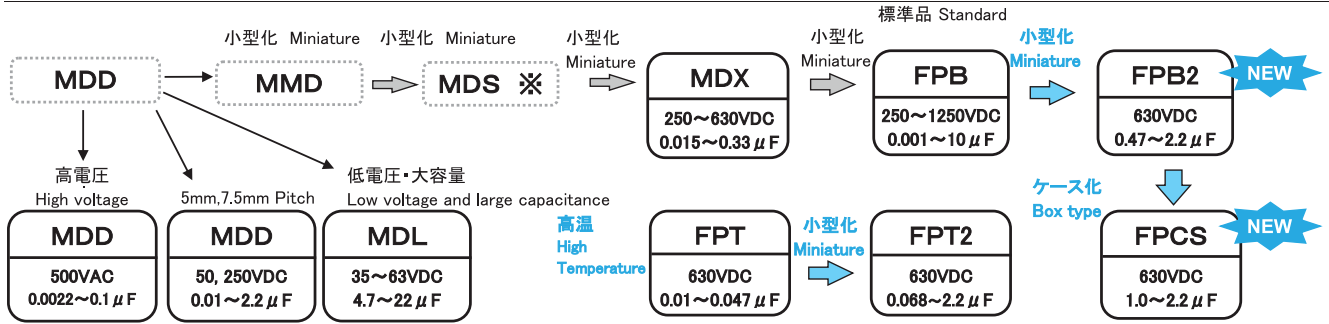 標準品 Standard
小型化 Miniature
小型化 Miniature
小型化
Miniature
小型化
Miniature
小型化
Miniature
MDD
MMD
MDS ※
MDX
250～630VDC
0.015～0.33μF
FPB
250～1250VDC
0.001～10μF
FPB2
630VDC
0.47～2.2μF
NEW
高電圧
High voltage
5mm,7.5mm Pitch
低電圧・大容量
Low voltage and large capacitance
高温
High
Temperature
小型化
Miniature
ケース化
Box type
MDD
500VAC
0.0022～0.1μF
MDD
50, 250VDC
0.01～2.2μF
MDL
35～63VDC
4.7～22μF
FPT
630VDC
0.01～0.047μF
FPT2
630VDC
0.068～2.2μF
FPCS
630VDC
1.0～2.2μF
NEW